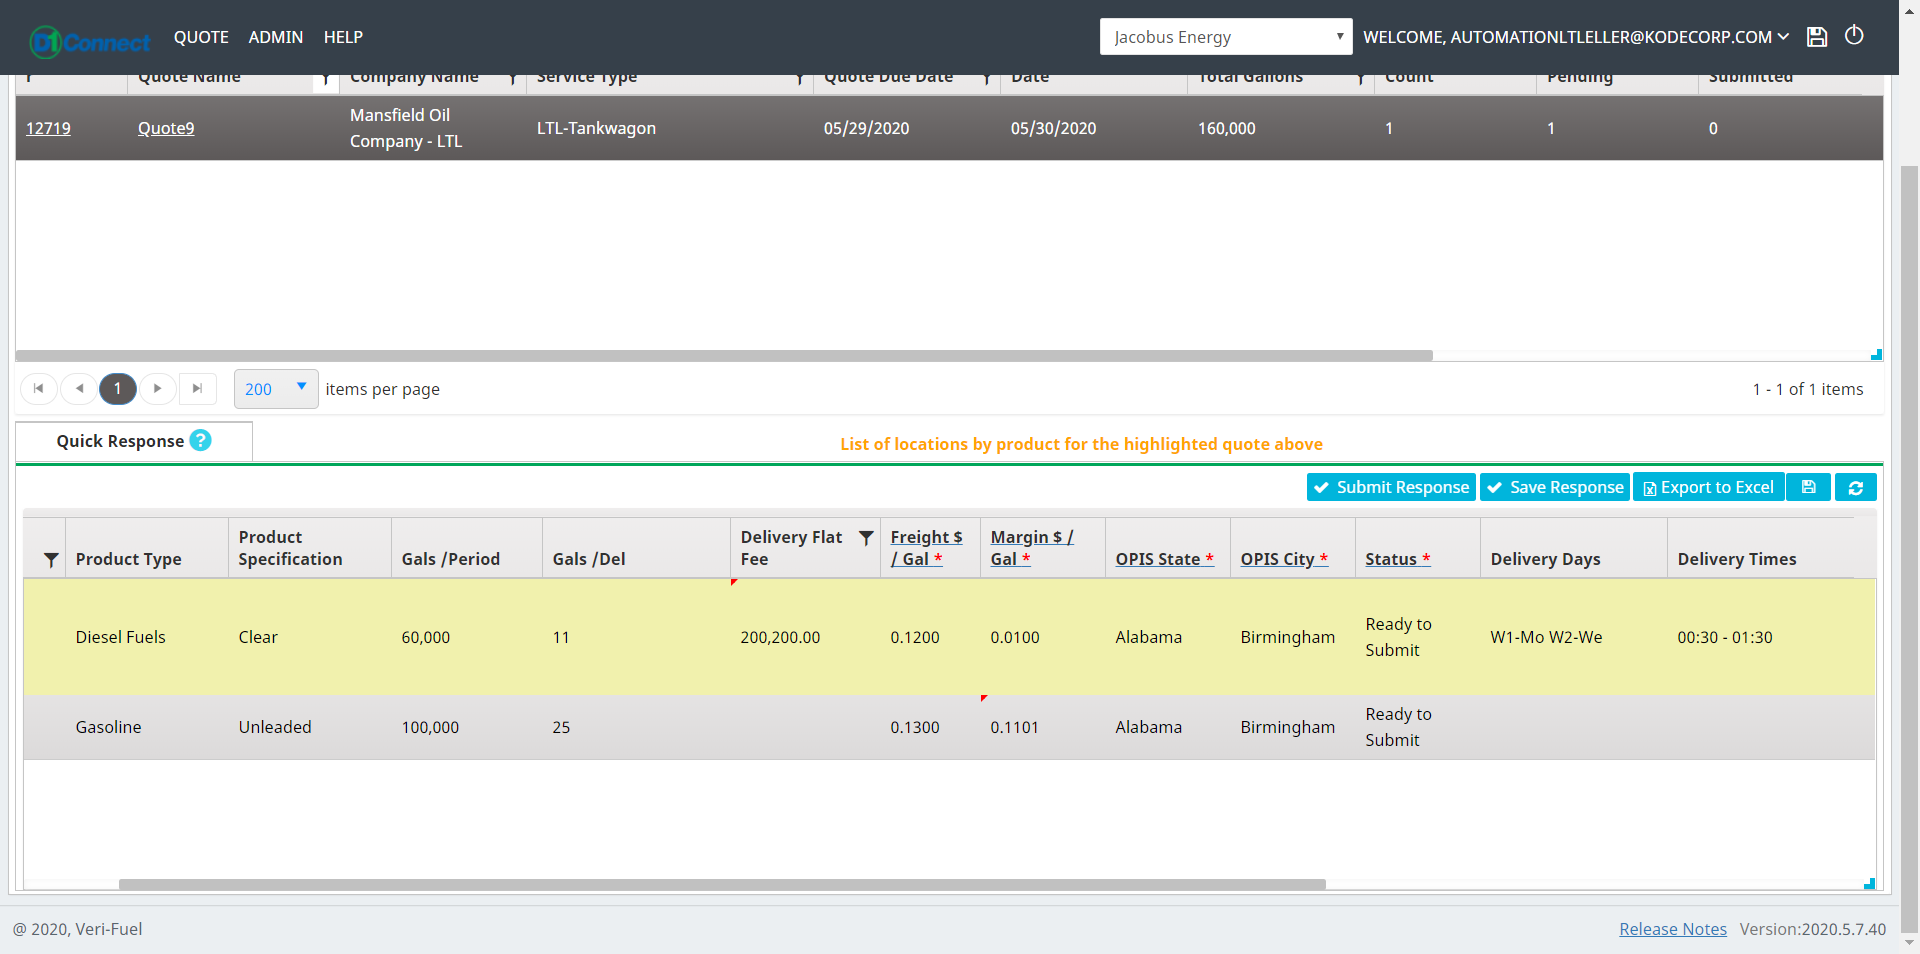 D1Connect QUOTE ADMIN HELP Jacobus Energy WELCOME, AUTOMATIONLTLELLER@KODECORP.COM
Quote Name Company Name Service Type Quote Due Date Date Total Gallons Count Pending Submitted
12719 Quote9 Mansfield Oil Company - LTL LTL-Tankwagon 05/29/2020 05/30/2020 160,000 1 1 0
1 200 items per page 1 - 1 of 1 items
Quick Response ? List of locations by product for the highlighted quote above
Submit Response Save Response Export to Excel
Product Type Product Specification Gals /Period Gals /Del Delivery Flat Fee Freight $ / Gal * Margin $ / Gal * OPIS State * OPIS City * Status * Delivery Days Delivery Times
Diesel Fuels Clear 60,000 11 200,200.00 0.1200 0.0100 Alabama Birmingham Ready to Submit W1-Mo W2-We 00:30 - 01:30
Gasoline Unleaded 100,000 25 0.1300 0.1101 Alabama Birmingham Ready to Submit
@ 2020, Veri-Fuel Release Notes Version:2020.5.7.40